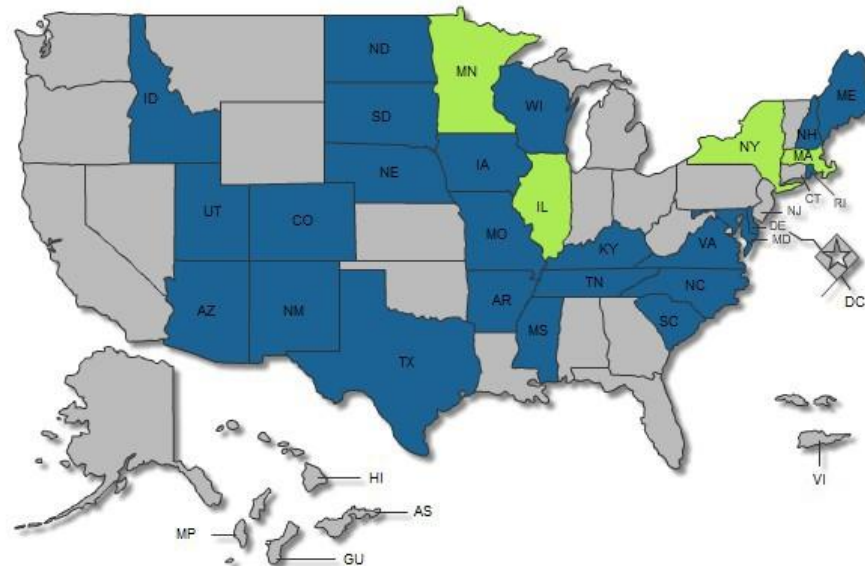 ND
MN
ME
ID
WI
SD
NH
NY
MA
IA
NE
CT
RI
IL
NJ
UT
CO
DE
MO
KY
VA
MD
TN
NC
DC
AZ
NM
AR
SC
MS
TX
HI
VI
AS
MP
GU